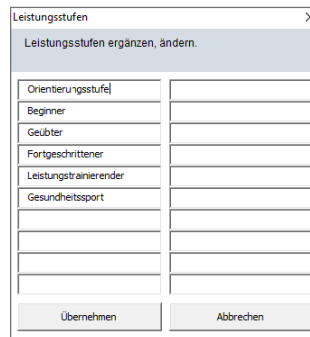 Leistungsstufen
Leistungsstufen ergänzen, ändern.
Orientierungsstufe
Beginner
Geübter
Fortgeschrittener
Leistungstrainierender
Gesundheitssport
Übernehmen
Abbrechen